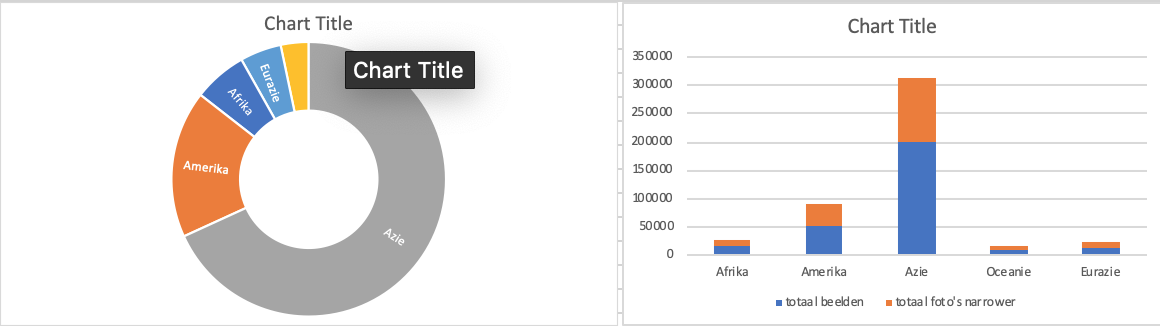 Chart Title
Chart Title
Eurazie
Afrika
Amerika
Azie
Chart Title
350000
300000
250000
200000
150000
100000
50000
0
Afrika Amerika Azie Oceanie Eurazie
totaal beelden totaal foto's narrower